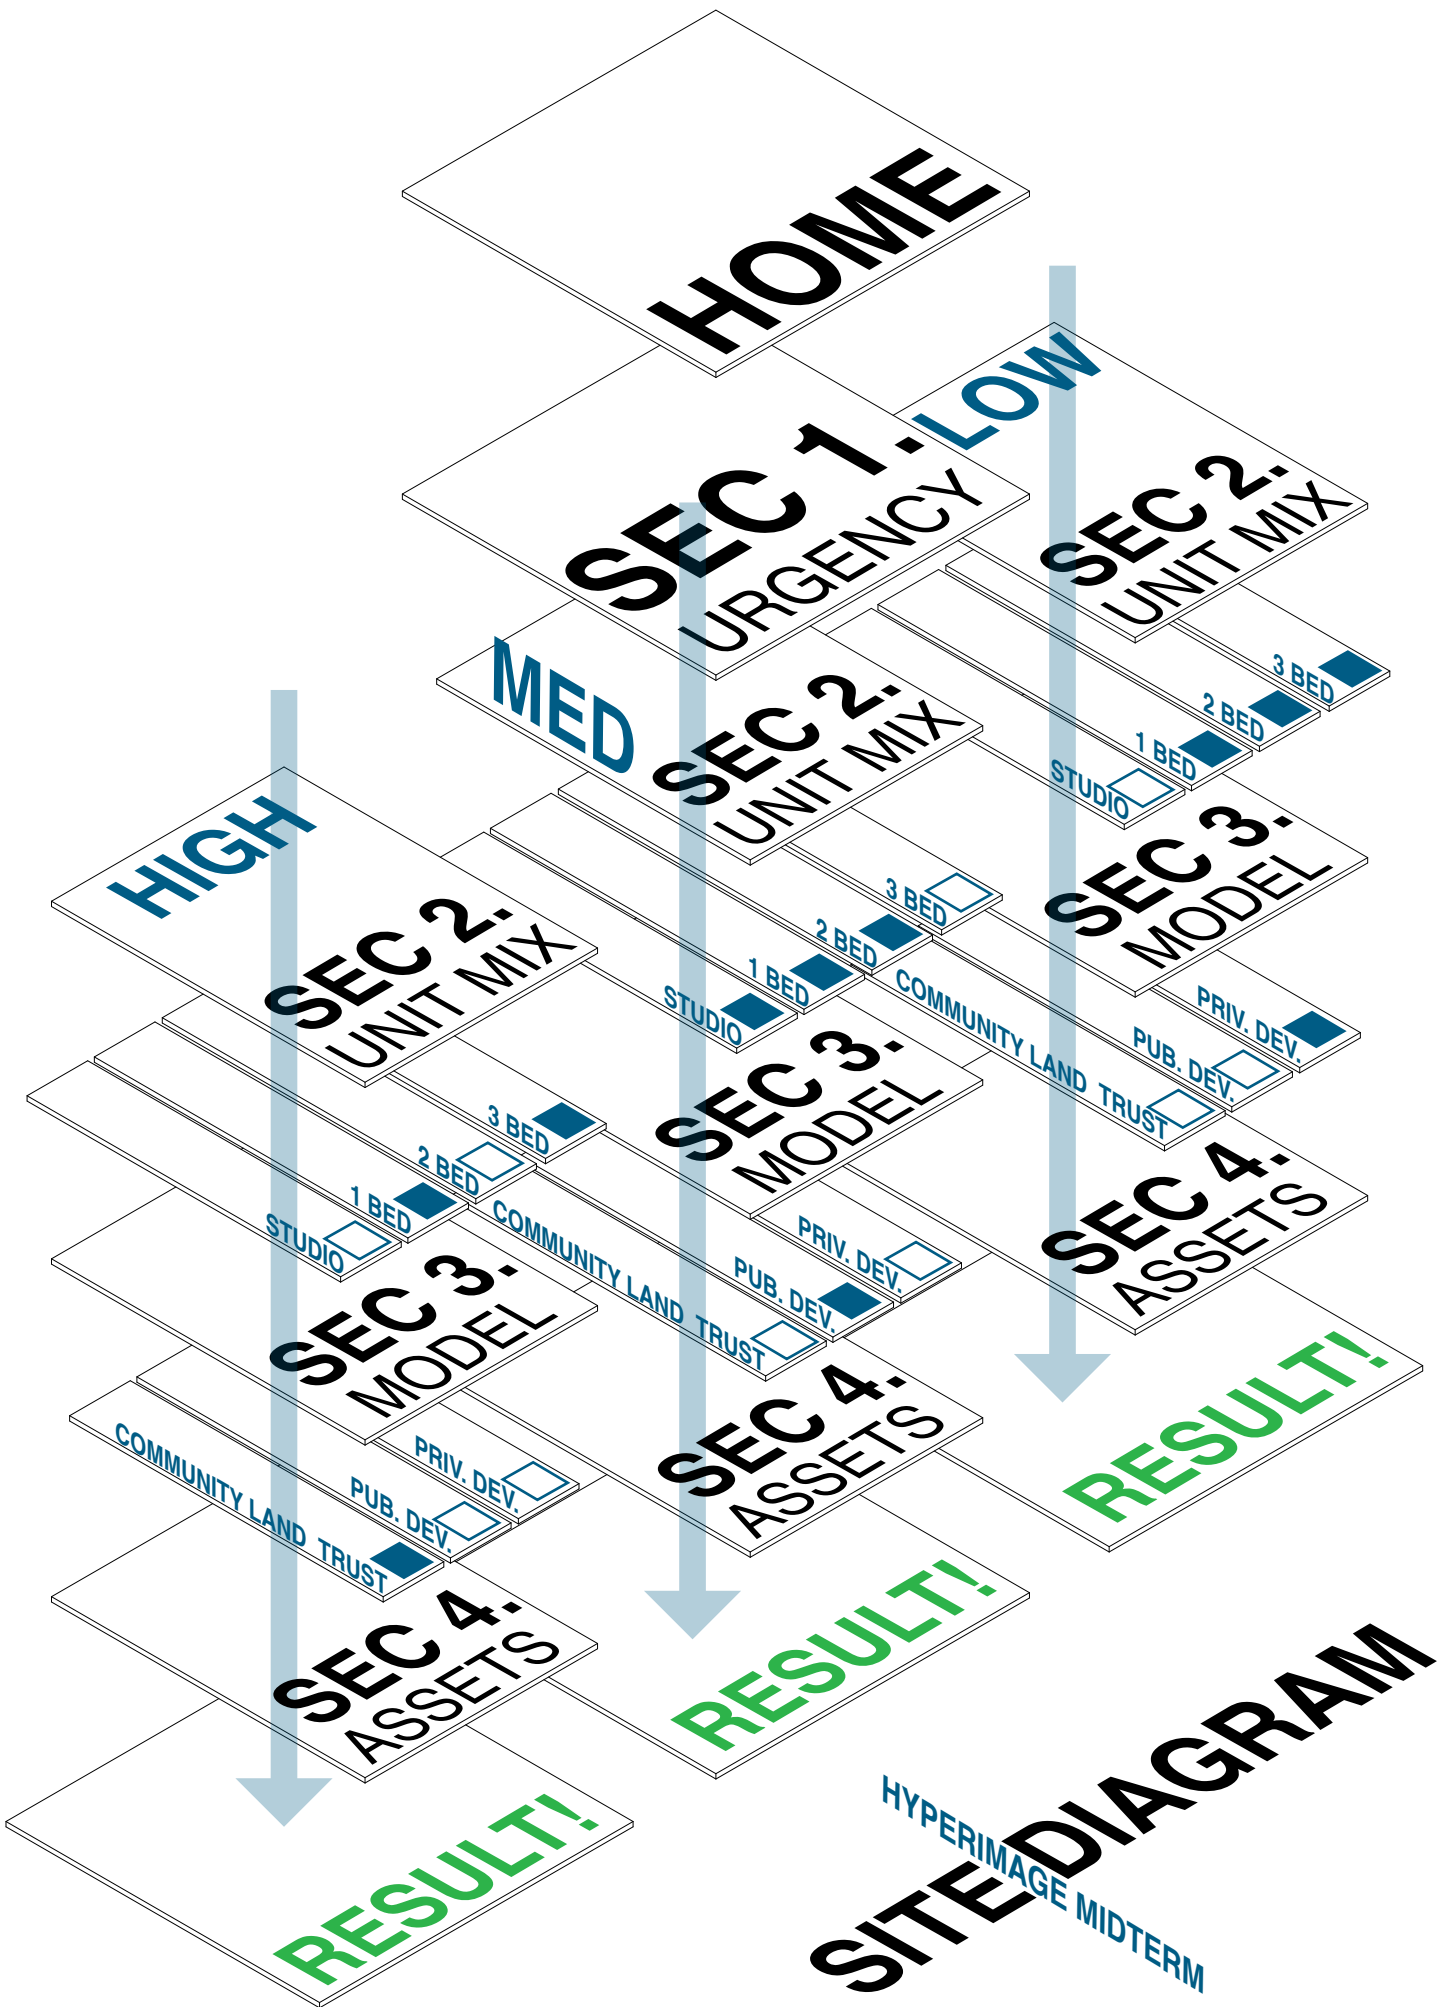 HOME
SEC 1.
URGENCY
LOW
SEC 2.
UNIT MIX
3 BED
2 BED
1 BED
STUDIO
SEC 3.
MODEL
PRIV. DEV.
PUB. DEV.
COMMUNITY LAND TRUST
SEC 4.
ASSETS
RESULT!
MED
SEC 2.
UNIT MIX
3 BED
2 BED
1 BED
STUDIO
SEC 3.
MODEL
PRIV. DEV.
PUB. DEV.
COMMUNITY LAND TRUST
SEC 4.
ASSETS
RESULT!
HIGH
SEC 2.
UNIT MIX
3 BED
2 BED
1 BED
STUDIO
SEC 3.
MODEL
PRIV. DEV.
PUB. DEV.
COMMUNITY LAND TRUST
SEC 4.
ASSETS
RESULT!
SITE DIAGRAM
HYPERIMAGE MIDTERM